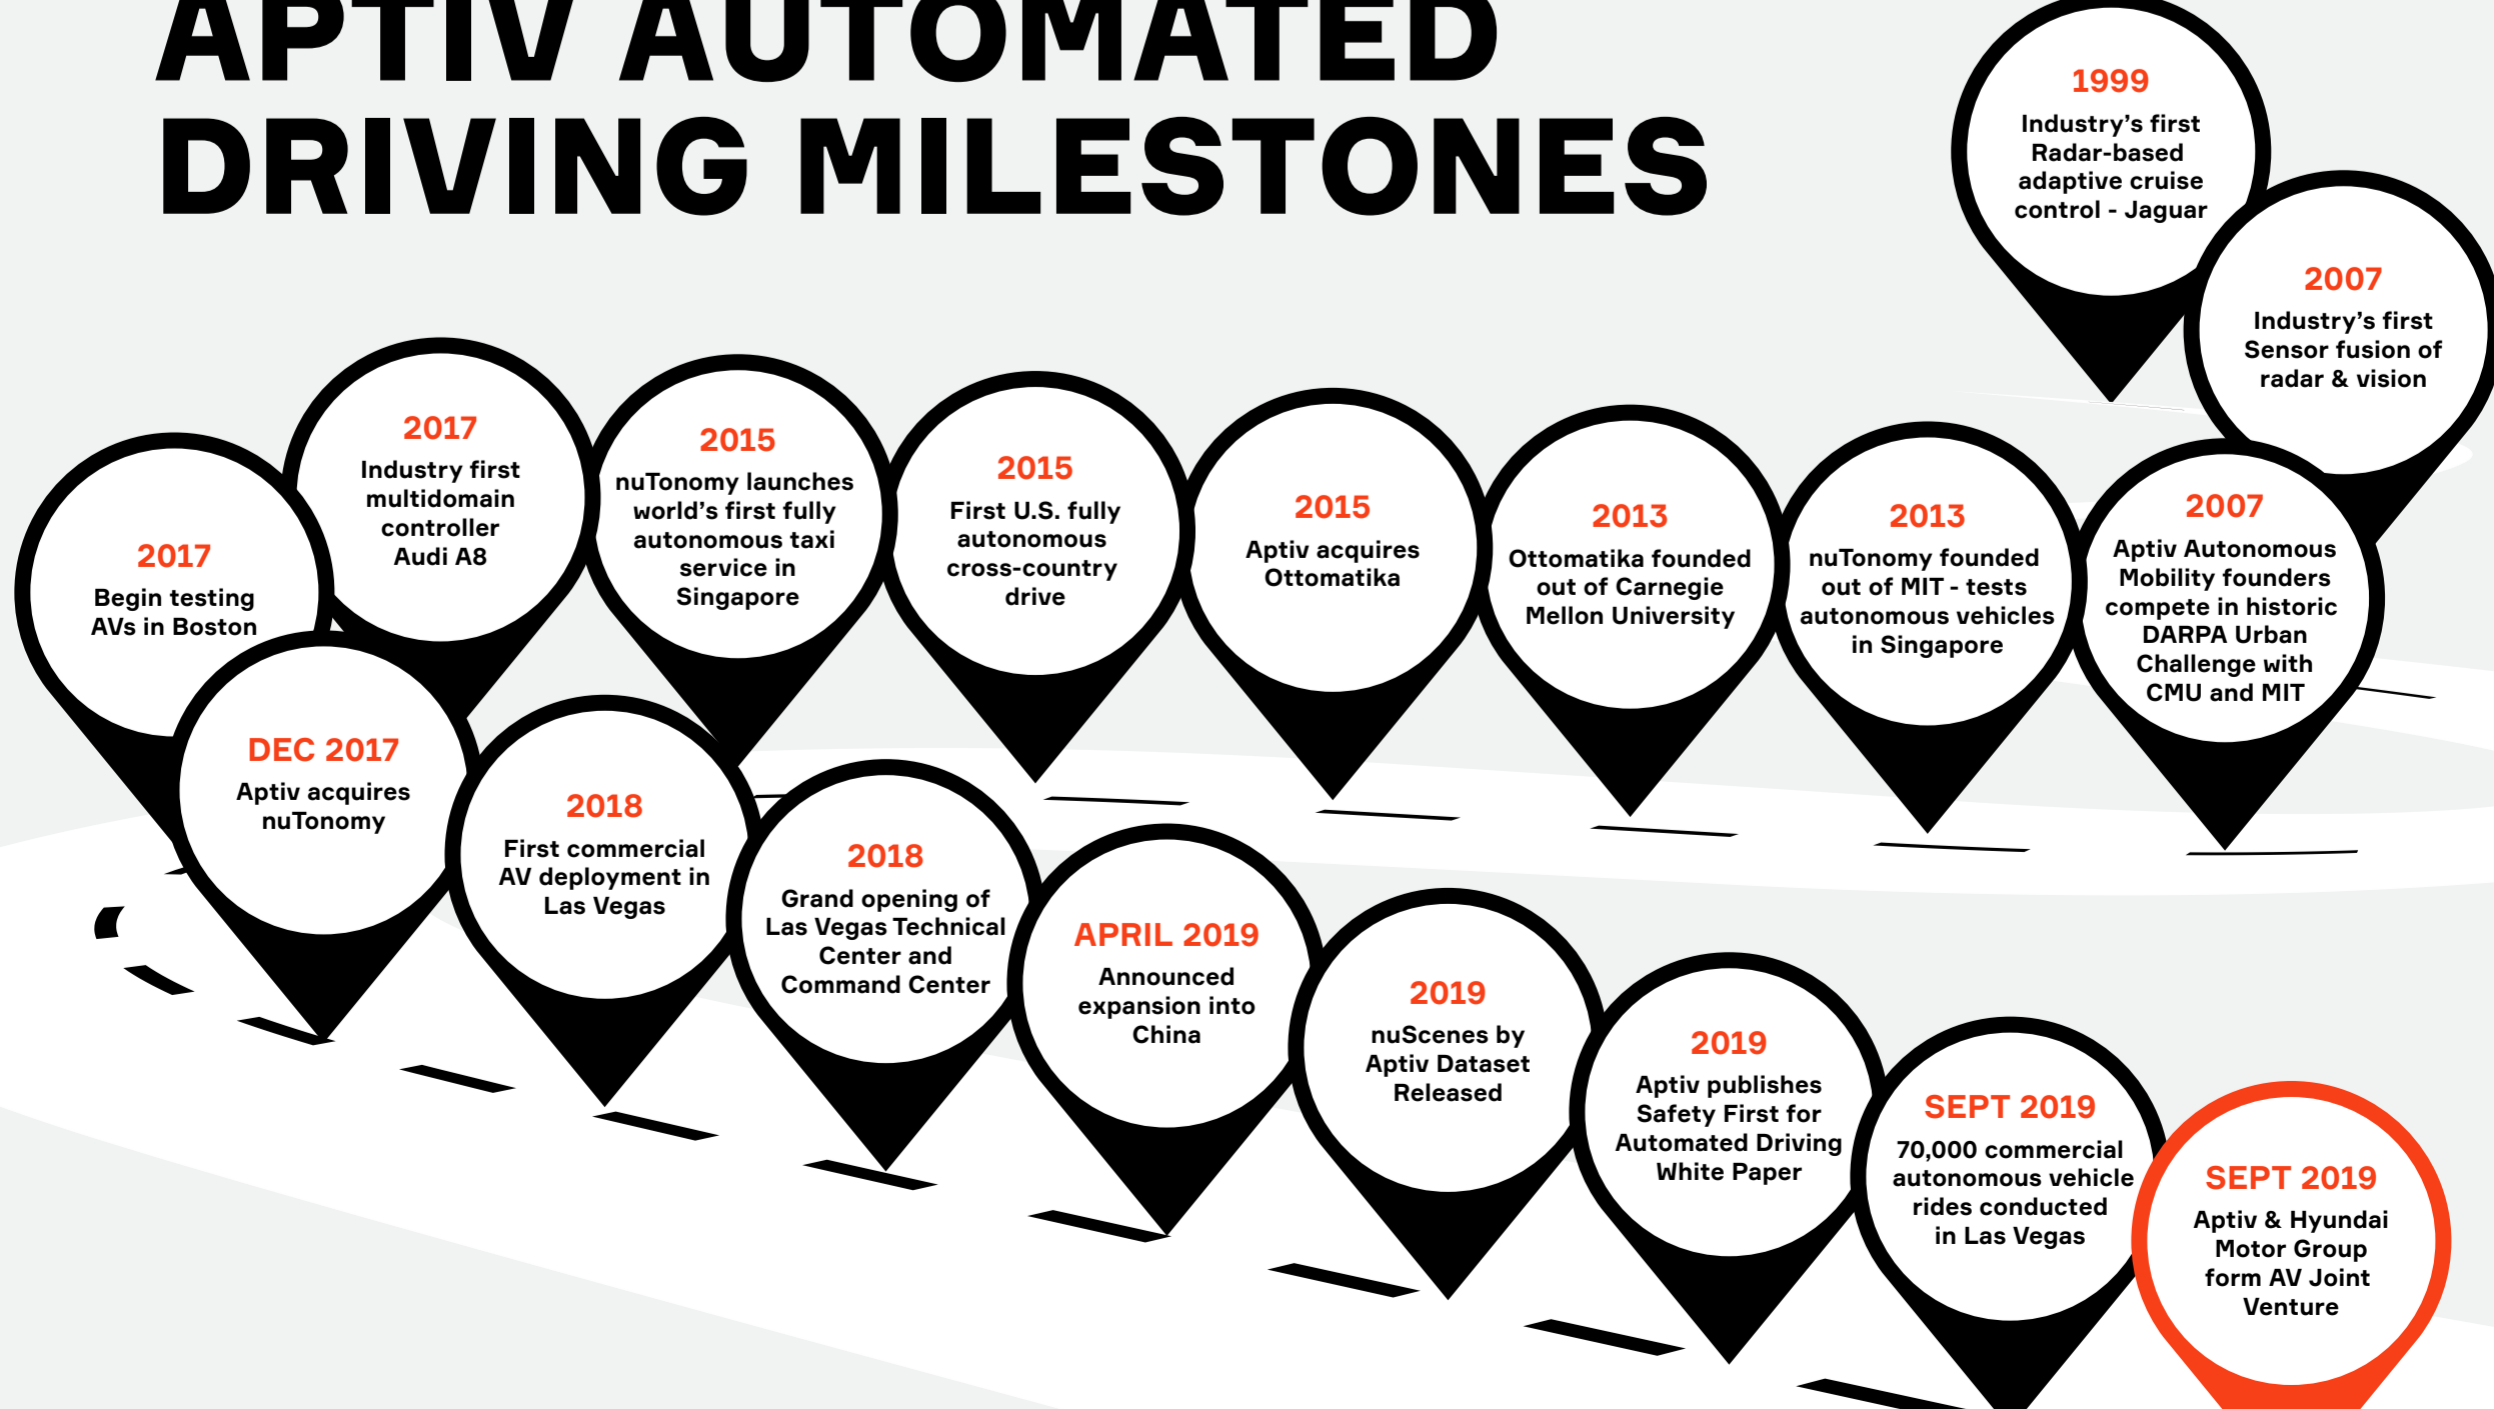 APTIV AUTOMATED
DRIVING MILESTONES
1999
Industry’s first
Radar-based
adaptive cruise
control - Jaguar
2007
Industry’s first
Sensor fusion of
radar & vision
2007
Aptiv Autonomous
Mobility founders
compete in historic
DARPA Urban
Challenge with
CMU and MIT
2013
nuTonomy founded
out of MIT - tests
autonomous vehicles
in Singapore
2013
Ottomatika founded
out of Carnegie
Mellon University
2015
Aptiv acquires
Ottomatika
2015
First U.S. fully
autonomous
cross-country
drive
2015
nuTonomy launches
world’s first fully
autonomous taxi
service in
Singapore
2017
Industry first
multidomain
controller
Audi A8
2017
Begin testing
AVs in Boston
DEC 2017
Aptiv acquires
nuTonomy
2018
First commercial
AV deployment in
Las Vegas
2018
Grand opening of
Las Vegas Technical
Center and
Command Center
APRIL 2019
Announced
expansion into
China
2019
nuScenes by
Aptiv Dataset
Released
2019
Aptiv publishes
Safety First for
Automated Driving
White Paper
SEPT 2019
70,000 commercial
autonomous vehicle
rides conducted
in Las Vegas
SEPT 2019
Aptiv & Hyundai
Motor Group
form AV Joint
Venture